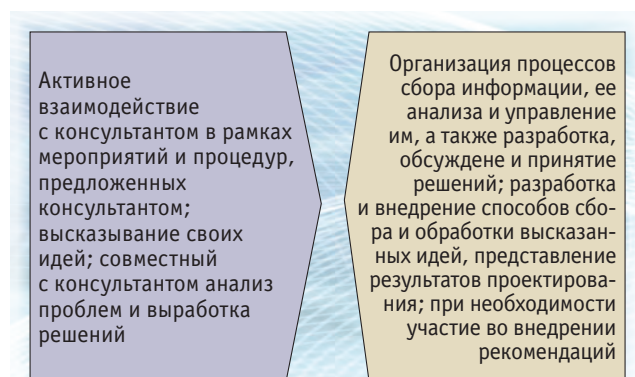 Активное
взаимодействие
с консультантом в рамках
мероприятий и процедур,
предложенных
консультантом;
высказывание своих
идей; совместный
с консультантом анализ
проблем и выработка
решений
Организация процессов
сбора информации, ее
анализа и управление
им, а также разработка,
обсуждене и принятие
решений; разработка
и внедрение способов сбо-
ра и обработки высказан-
ных идей, представление
результатов проектирова-
ния; при необходимости
участие во внедрении
рекомендаций